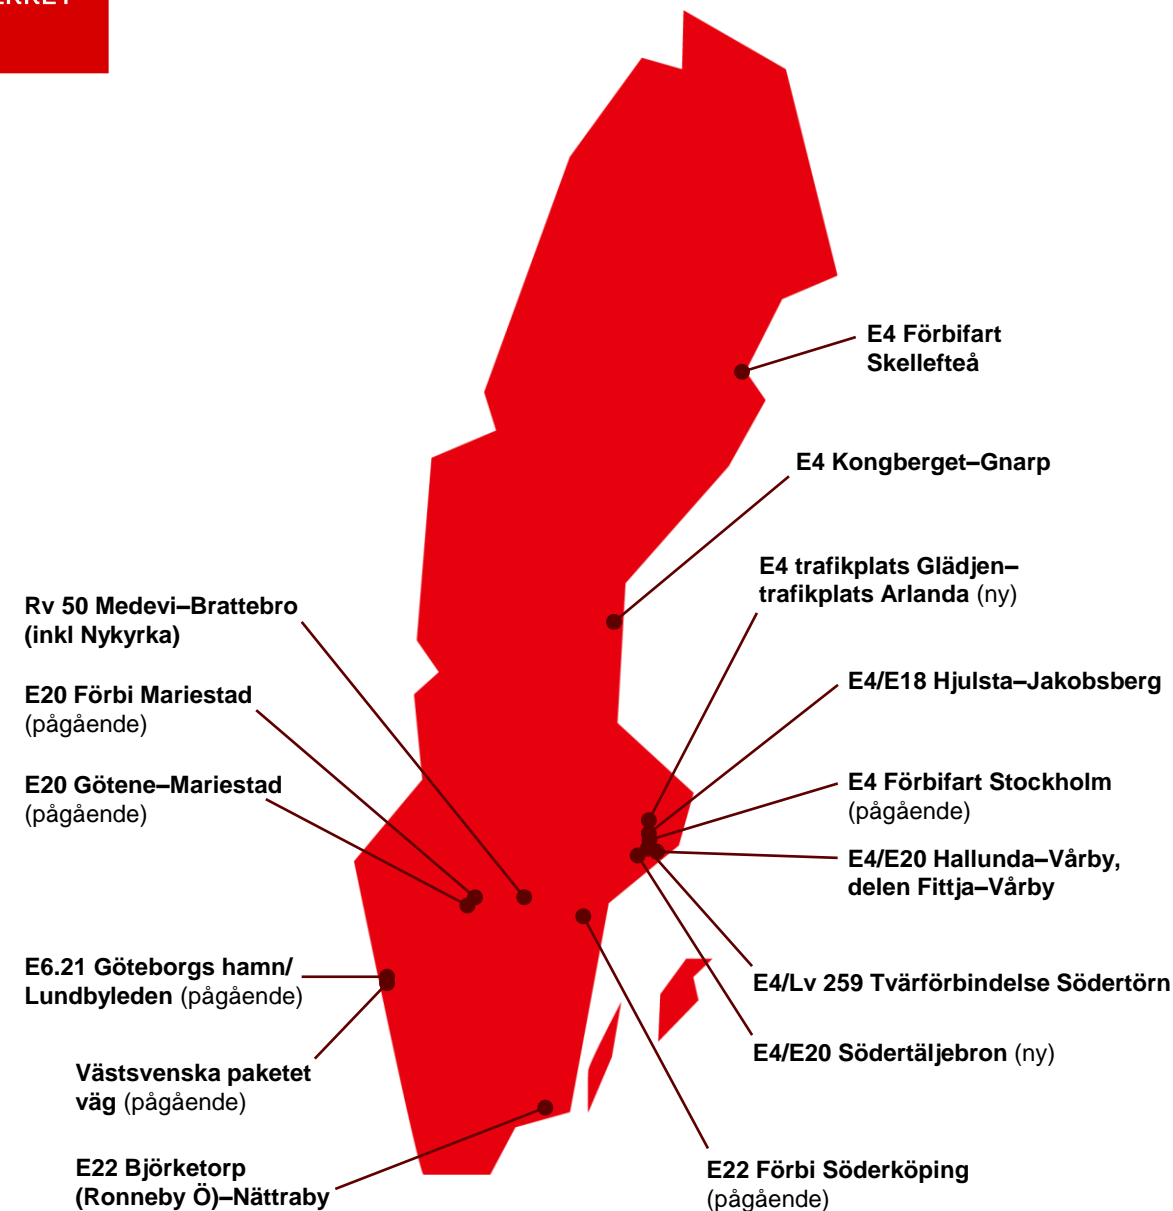 E4 Förbifart
Skellefteå
E4 Kongberget–Gnarp
E4 trafikplats Glädjen–
trafikplats Arlanda (ny)
Rv 50 Medevi–Brattebro
(inkl Nykyrka)
E4/E18 Hjulsta–Jakobsberg
E20 Förbi Mariestad
(pågående)
E4 Förbifart Stockholm
(pågående)
E20 Götene–Mariestad
(pågående)
E4/E20 Hallunda–Vårby,
delen Fittja–Vårby
E6.21 Göteborgs hamn/
Lundbyleden (pågående)
E4/Lv 259 Tvärförbindelse Södertörn
E4/E20 Södertäljebron (ny)
Västsvenska paketet
väg (pågående)
E22 Björketorp
(Ronneby Ö)–Nättraby
E22 Förbi Söderköping
(pågående)